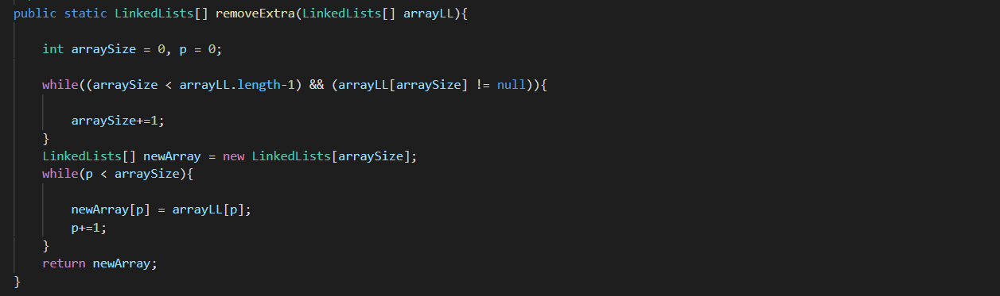 public static LinkedLists[] removeExtra(LinkedLists[] arrayLL){
int arraySize = 0, p = 0;
while((arraySize < arrayLL.length-1) && (arrayLL[arraySize] != null)){
arraySize+=1;
}
LinkedLists[] newArray = new LinkedLists[arraySize];
while(p < arraySize){
newArray[p] = arrayLL[p];
p+=1;
}
return newArray;
}